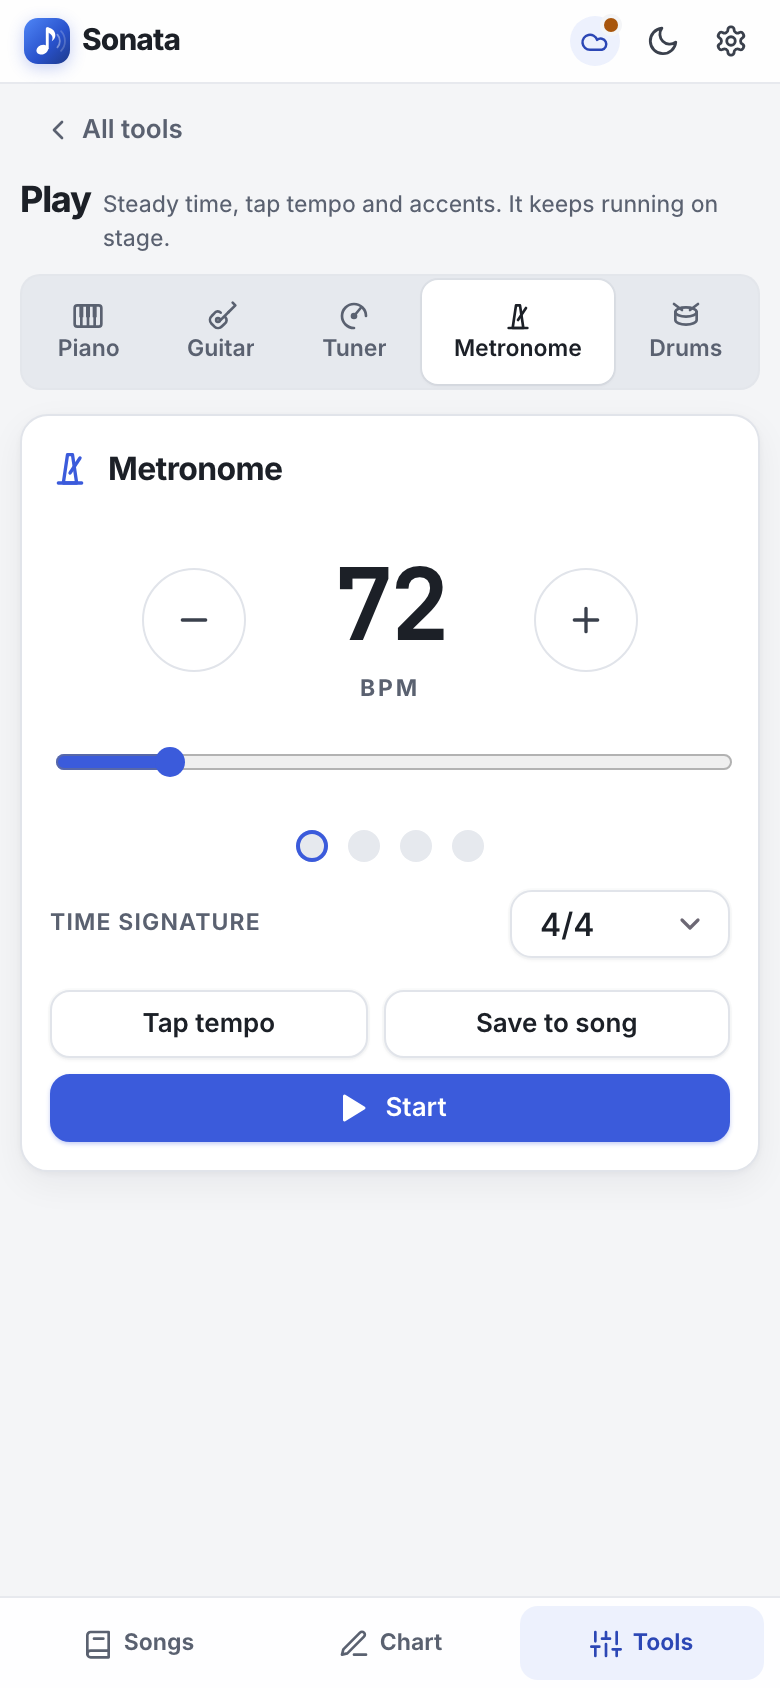 Sonata
All tools
Play
Steady time, tap tempo and accents. It keeps running on
stage.
Piano
Guitar
Tuner
Metronome
Drums
Metronome
72
BPM
TIME SIGNATURE
4/4
Tap tempo
Save to song
Start
Songs
Chart
Tools